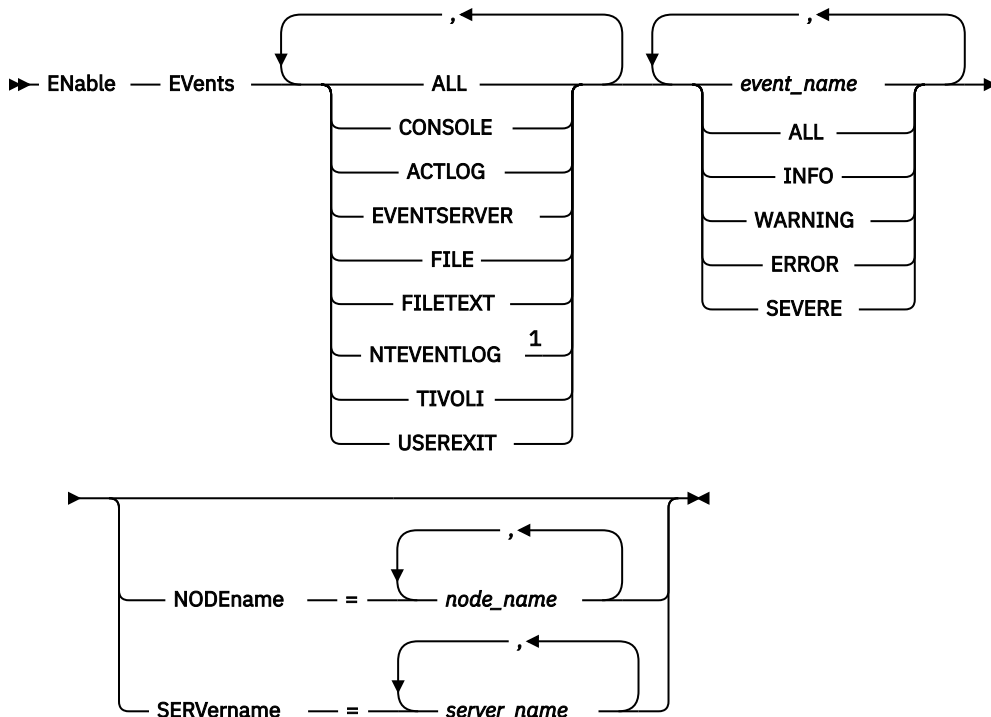 , ,
ENable EVents ALL event_name
CONSOLE ALL
ACTLOG INFO
EVENTSERVER WARNING
FILE ERROR
FILETEXT SEVERE
NTEVENTLOG 1
TIVOLI
USEREXIT
,
NODEname = node_name
,
SERVername = server_name